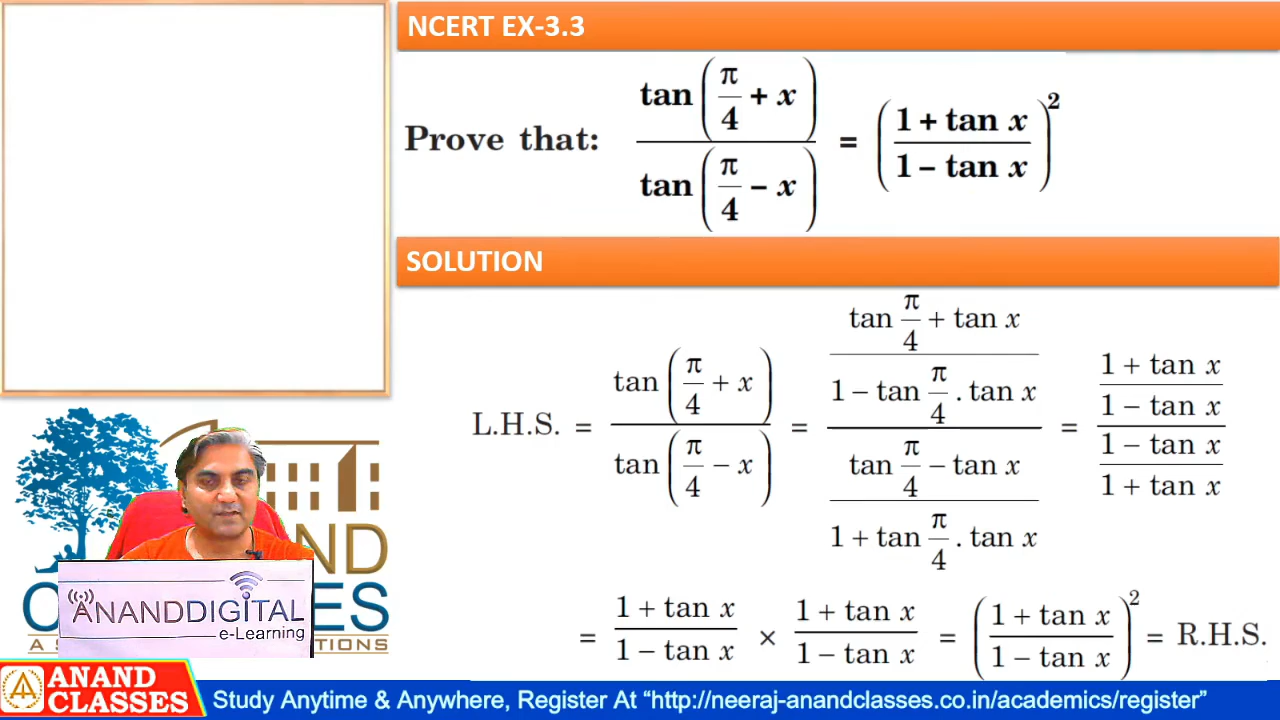 NCERT EX-3.3
Prove that: tan(π/4 + x) / tan(π/4 − x) = ((1 + tan x) / (1 − tan x))²
SOLUTION
L.H.S. = tan(π/4 + x) / tan(π/4 − x) = ((tan π/4 + tan x) / (1 − tan π/4 . tan x)) / ((tan π/4 − tan x) / (1 + tan π/4 . tan x)) = ((1 + tan x) / (1 − tan x)) / ((1 − tan x) / (1 + tan x))
= (1 + tan x) / (1 − tan x) × (1 + tan x) / (1 − tan x) = ((1 + tan x) / (1 − tan x))² = R.H.S.
ANANDDIGITAL
e-Learning
ANAND
CLASSES
Study Anytime & Anywhere, Register At “http://neeraj-anandclasses.co.in/academics/register”